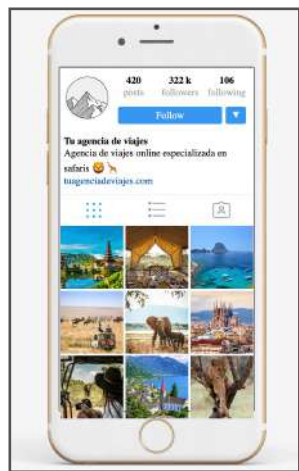 420 322 k 106
posts followers following
Follow
Tu agencia de viajes
Agencia de viajes online especializada en
safaris 🦁 🦒
tuagenciadeviajes.com